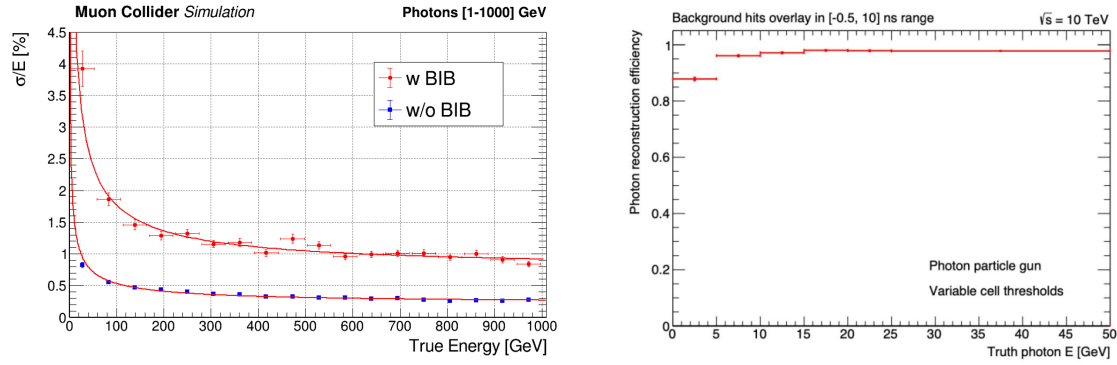 Muon Collider Simulation Photons [1-1000] GeV
σ/E [%]
4.5
4
3.5
3
2.5
2
1.5
1
0.5
0
w BIB
w/o BIB
0 100 200 300 400 500 600 700 800 900 1000
True Energy [GeV]
Background hits overlay in [-0.5, 10] ns range √s = 10 TeV
Photon reconstruction efficiency
1
0.8
0.6
0.4
0.2
0
Photon particle gun
Variable cell thresholds
0 5 10 15 20 25 30 35 40 45 50
Truth photon E [GeV]